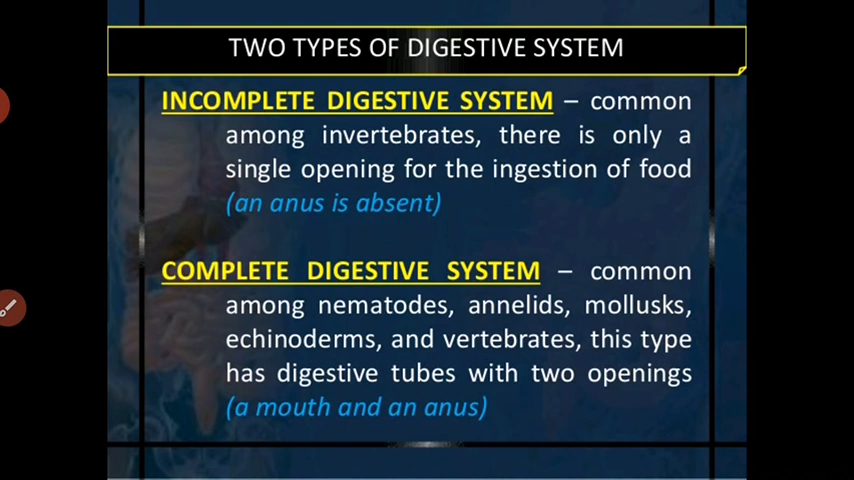 TWO TYPES OF DIGESTIVE SYSTEM
INCOMPLETE DIGESTIVE SYSTEM – common
among invertebrates, there is only a
single opening for the ingestion of food
(an anus is absent)
COMPLETE DIGESTIVE SYSTEM – common
among nematodes, annelids, mollusks,
echinoderms, and vertebrates, this type
has digestive tubes with two openings
(a mouth and an anus)